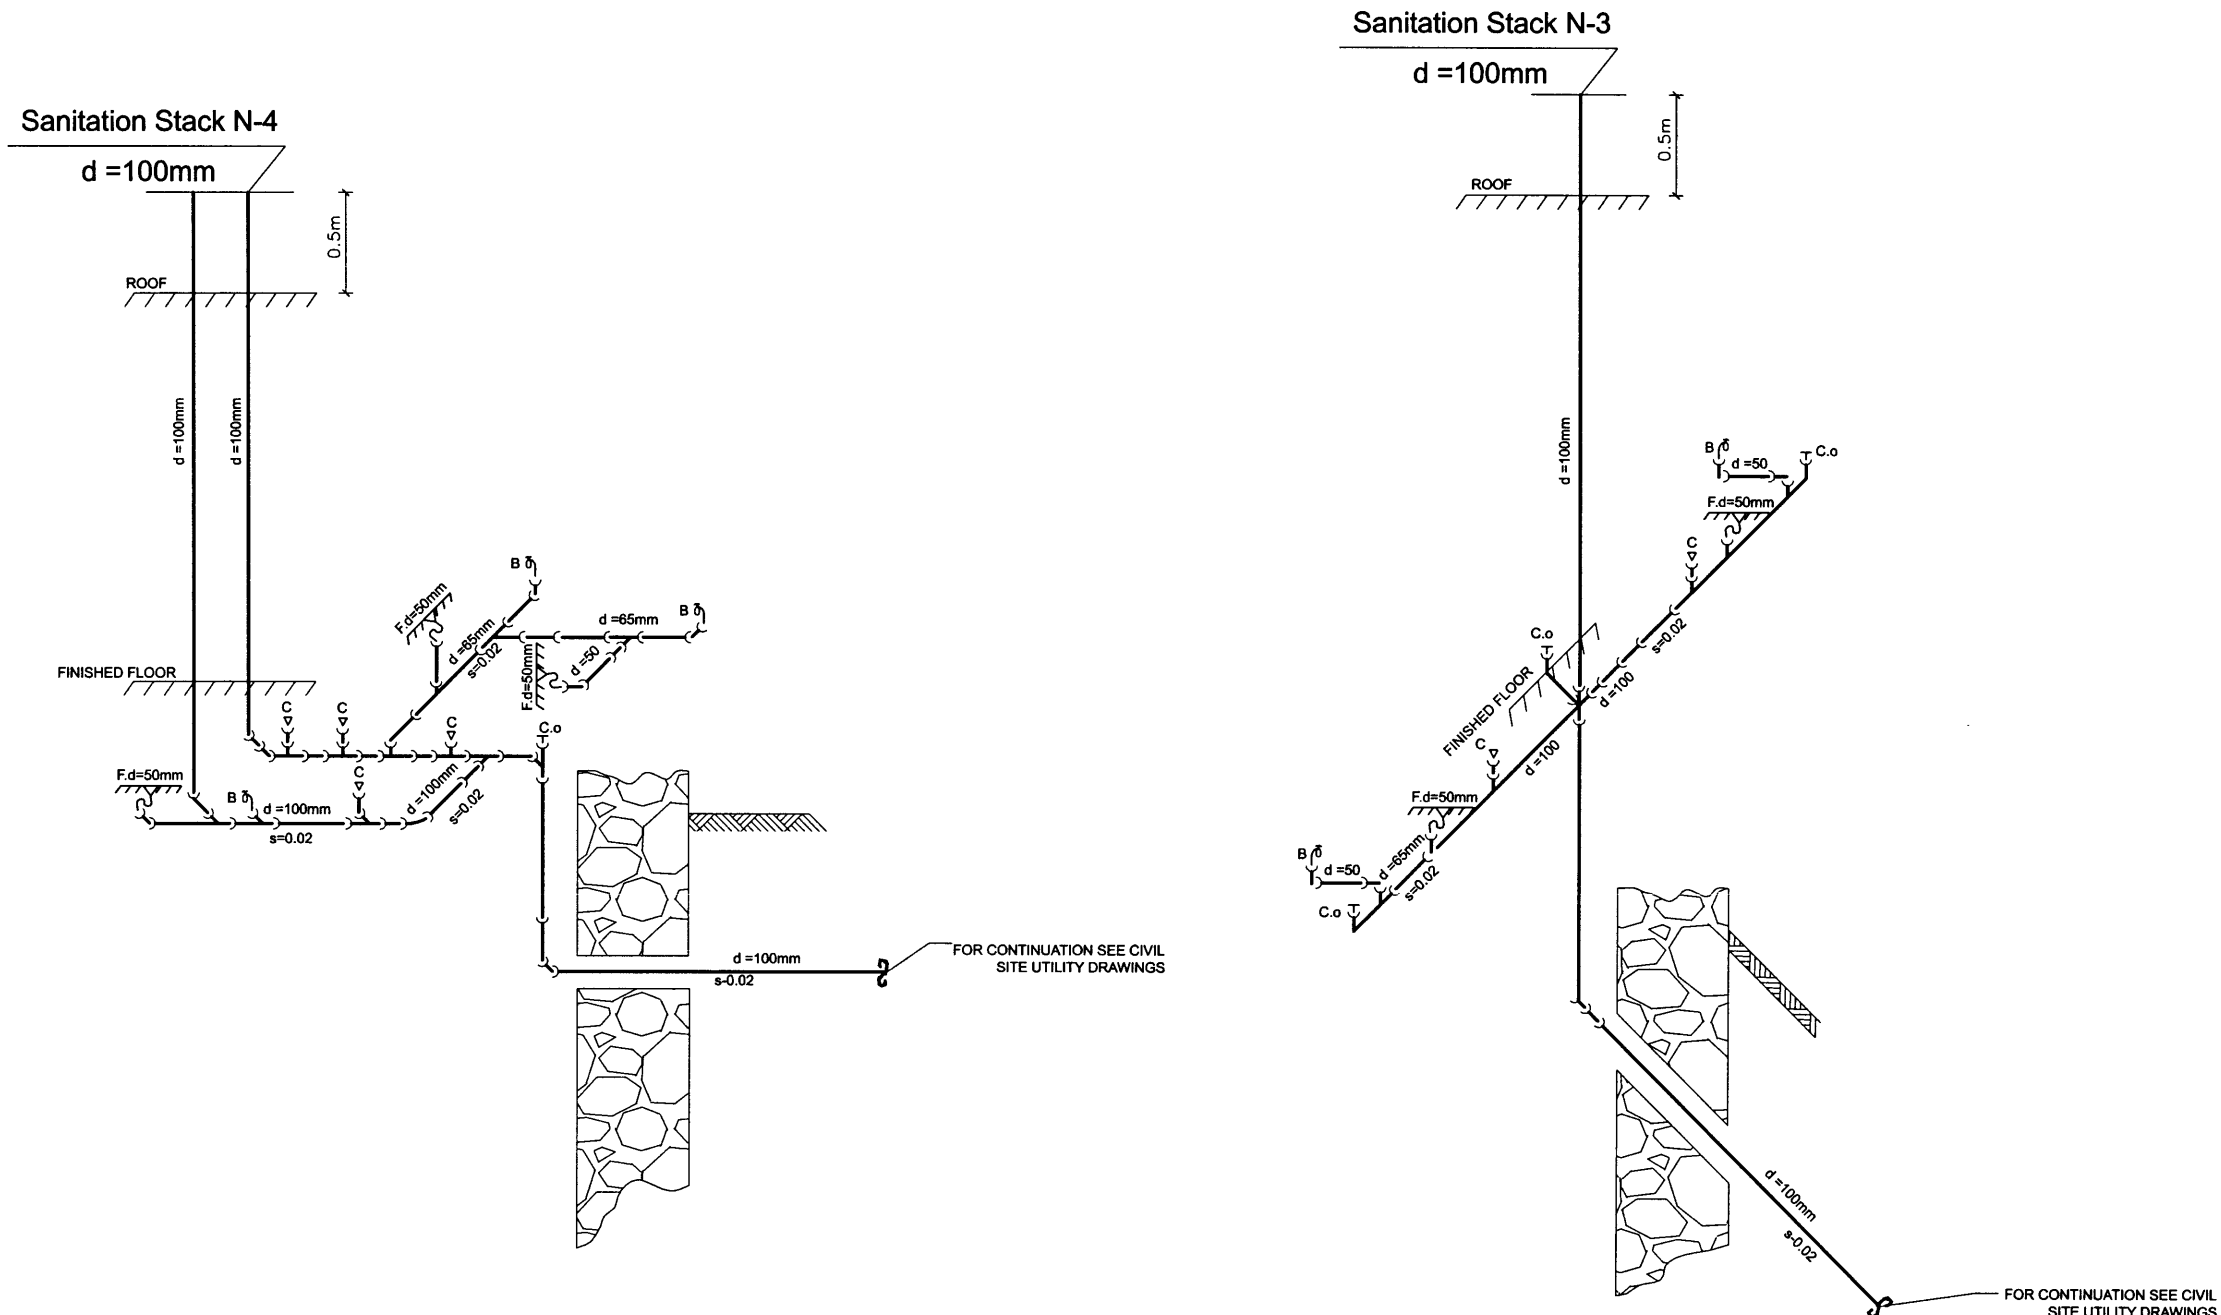 Sanitation Stack N-4
d =100mm
0.5m
ROOF
d =100mm
d =100mm
B
F.d=50mm
d =65mm
s=0.02
d =65mm
B
d =50
F.d=50mm
FINISHED FLOOR
C
C
C
C.o
C
F.d=50mm
B
d =100mm
s=0.02
d =100mm
s=0.02
d =100mm
s-0.02
FOR CONTINUATION SEE CIVIL
SITE UTILITY DRAWINGS
Sanitation Stack N-3
d =100mm
0.5m
ROOF
d =100mm
B
d =50
C.o
F.d=50mm
C
s=0.02
d =100
C.o
FINISHED FLOOR
d =100
C
F.d=50mm
d =65mm
s=0.02
B
d =50
C.o
d =100mm
s-0.02
FOR CONTINUATION SEE CIVIL
SITE UTILITY DRAWINGS